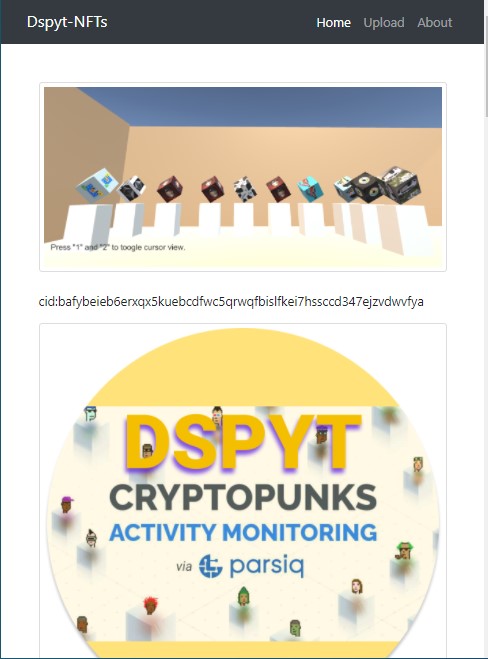 Dspyt-NFTs Home Upload About
Press "1" and "2" to toogle cursor view.
cid:bafybeieb6erxqx5kuebcdfwc5qrwqfbislfkei7hssccd347ejzvdwvfya
DSPYT
CRYPTOPUNKS
ACTIVITY MONITORING
via parsiq